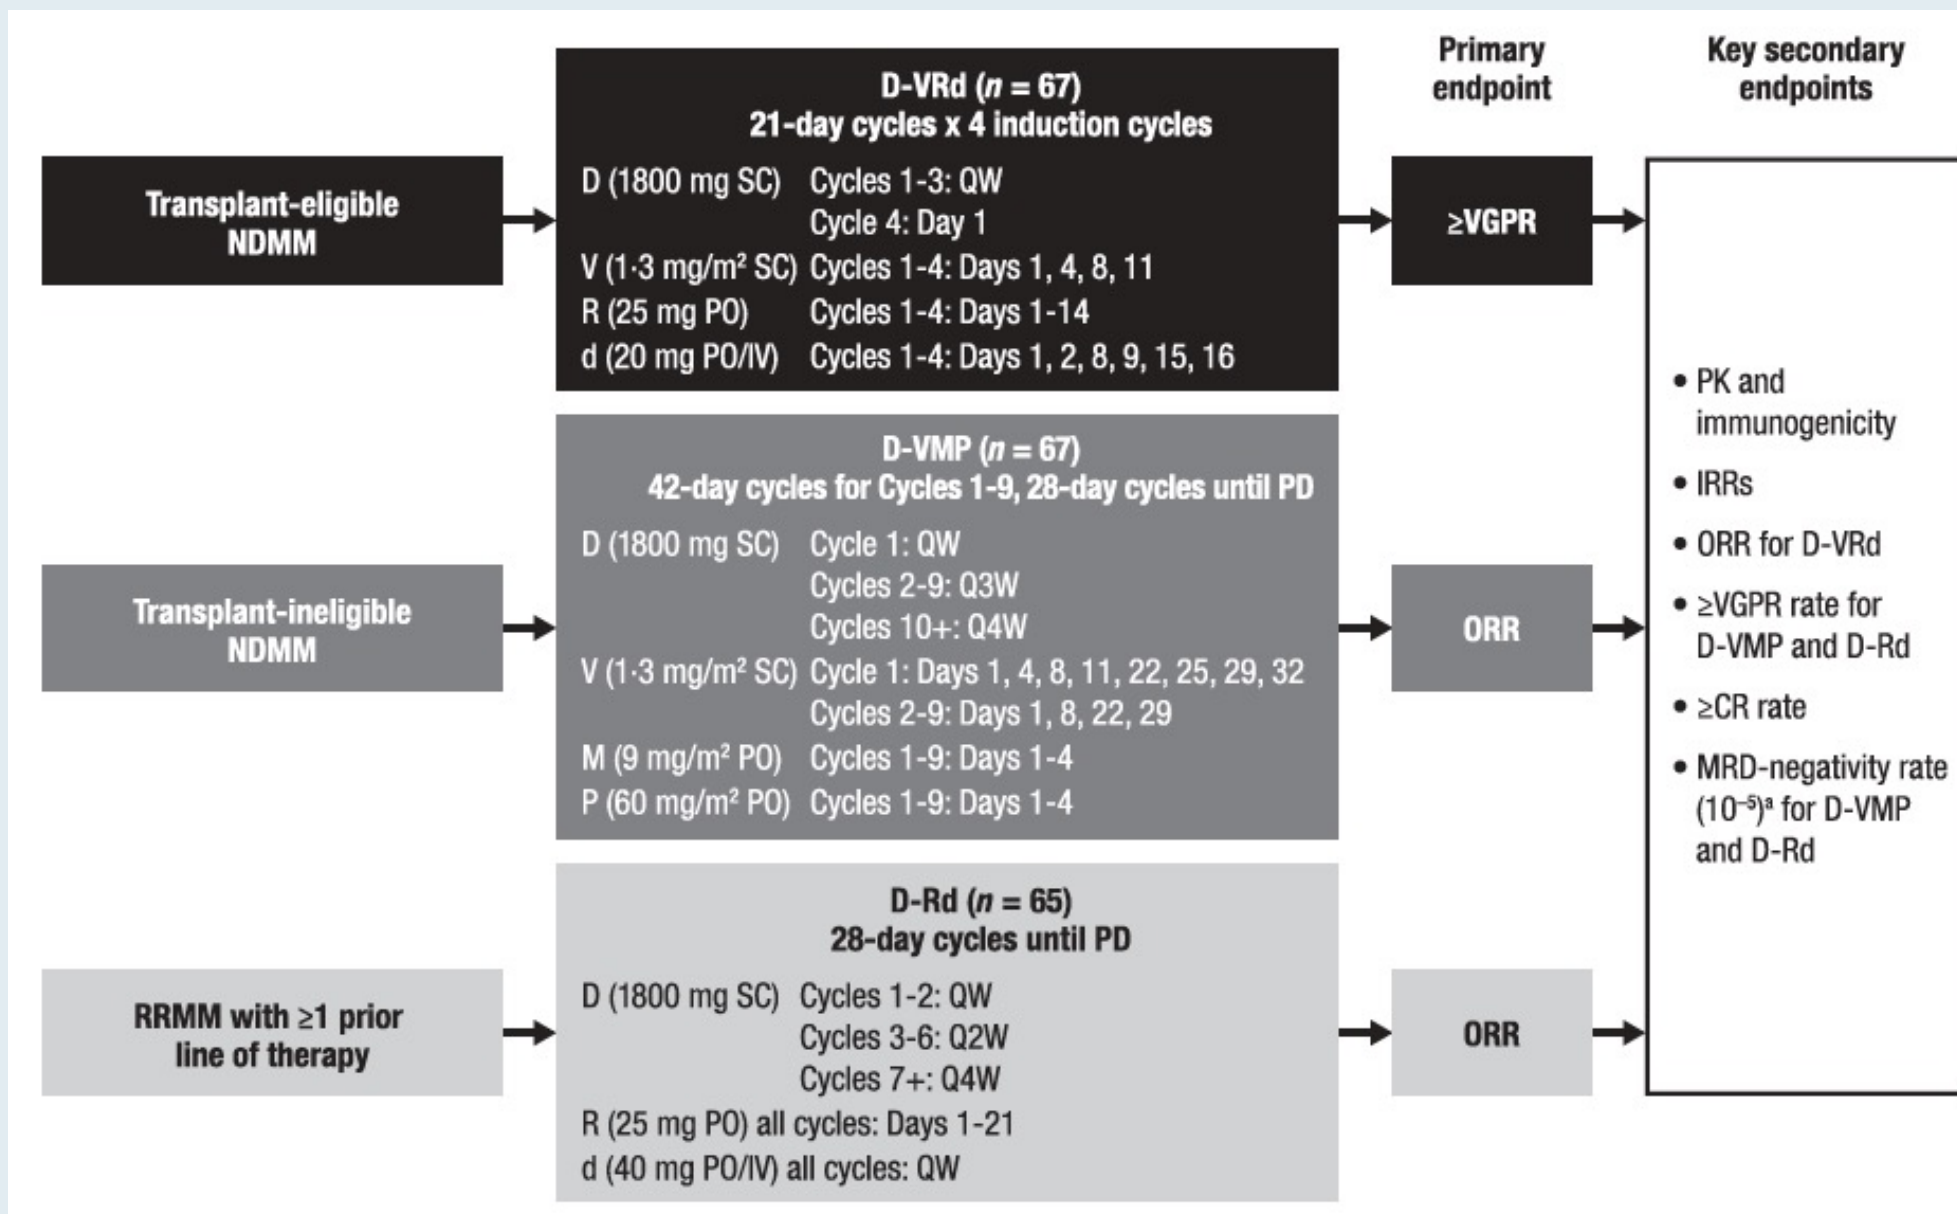 Primary
endpoint
Key secondary
endpoints
Transplant-eligible
NDMM
D-VRd (n = 67)
21-day cycles x 4 induction cycles
D (1800 mg SC) Cycles 1-3: QW
Cycle 4: Day 1
V (1·3 mg/m² SC) Cycles 1-4: Days 1, 4, 8, 11
R (25 mg PO) Cycles 1-4: Days 1-14
d (20 mg PO/IV) Cycles 1-4: Days 1, 2, 8, 9, 15, 16
≥VGPR
Transplant-ineligible
NDMM
D-VMP (n = 67)
42-day cycles for Cycles 1-9, 28-day cycles until PD
D (1800 mg SC) Cycle 1: QW
Cycles 2-9: Q3W
Cycles 10+: Q4W
V (1·3 mg/m² SC) Cycle 1: Days 1, 4, 8, 11, 22, 25, 29, 32
Cycles 2-9: Days 1, 8, 22, 29
M (9 mg/m² PO) Cycles 1-9: Days 1-4
P (60 mg/m² PO) Cycles 1-9: Days 1-4
ORR
RRMM with ≥1 prior
line of therapy
D-Rd (n = 65)
28-day cycles until PD
D (1800 mg SC) Cycles 1-2: QW
Cycles 3-6: Q2W
Cycles 7+: Q4W
R (25 mg PO) all cycles: Days 1-21
d (40 mg PO/IV) all cycles: QW
ORR
• PK and
immunogenicity
• IRRs
• ORR for D-VRd
• ≥VGPR rate for
D-VMP and D-Rd
• ≥CR rate
• MRD-negativity rate
(10⁻⁵)ᵃ for D-VMP
and D-Rd